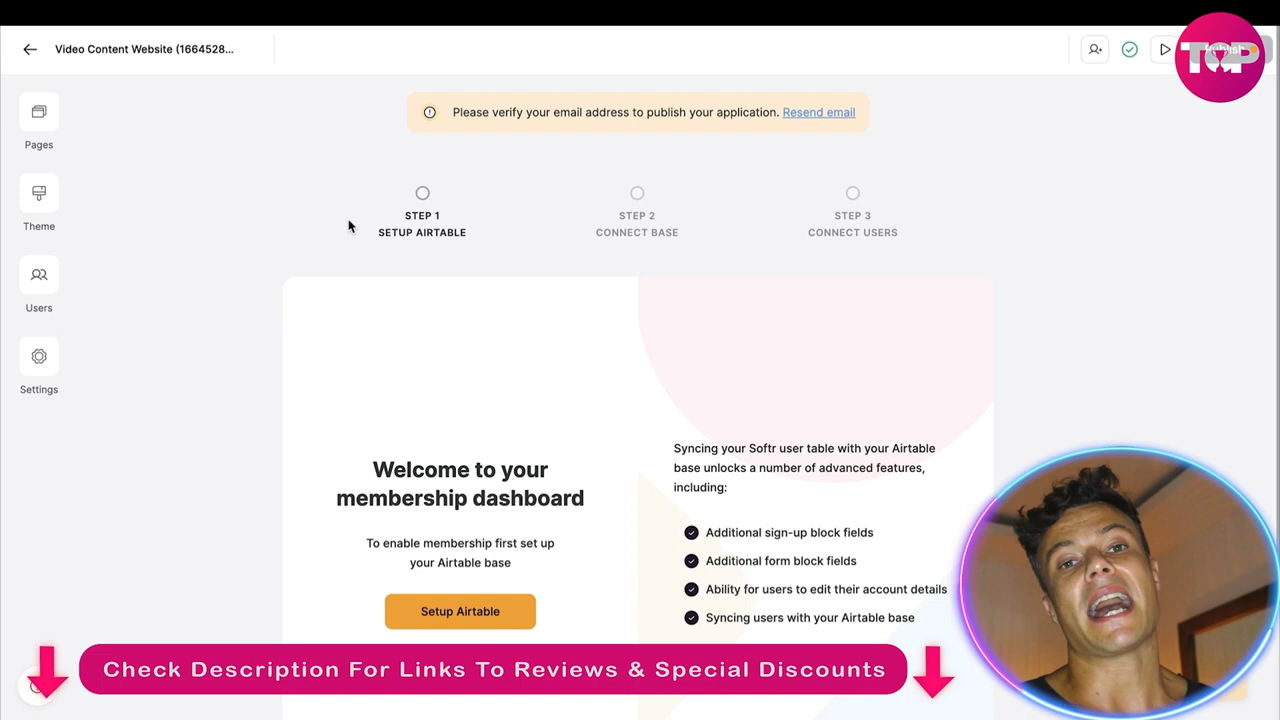 Video Content Website (1664528...
Publish
TOP
Please verify your email address to publish your application. Resend email
Pages
Theme
Users
Settings
STEP 1
SETUP AIRTABLE
STEP 2
CONNECT BASE
STEP 3
CONNECT USERS
Welcome to your
membership dashboard
To enable membership first set up
your Airtable base
Setup Airtable
Syncing your Softr user table with your Airtable
base unlocks a number of advanced features,
including:
Additional sign-up block fields
Additional form block fields
Ability for users to edit their account details
Syncing users with your Airtable base
Check Description For Links To Reviews & Special Discounts